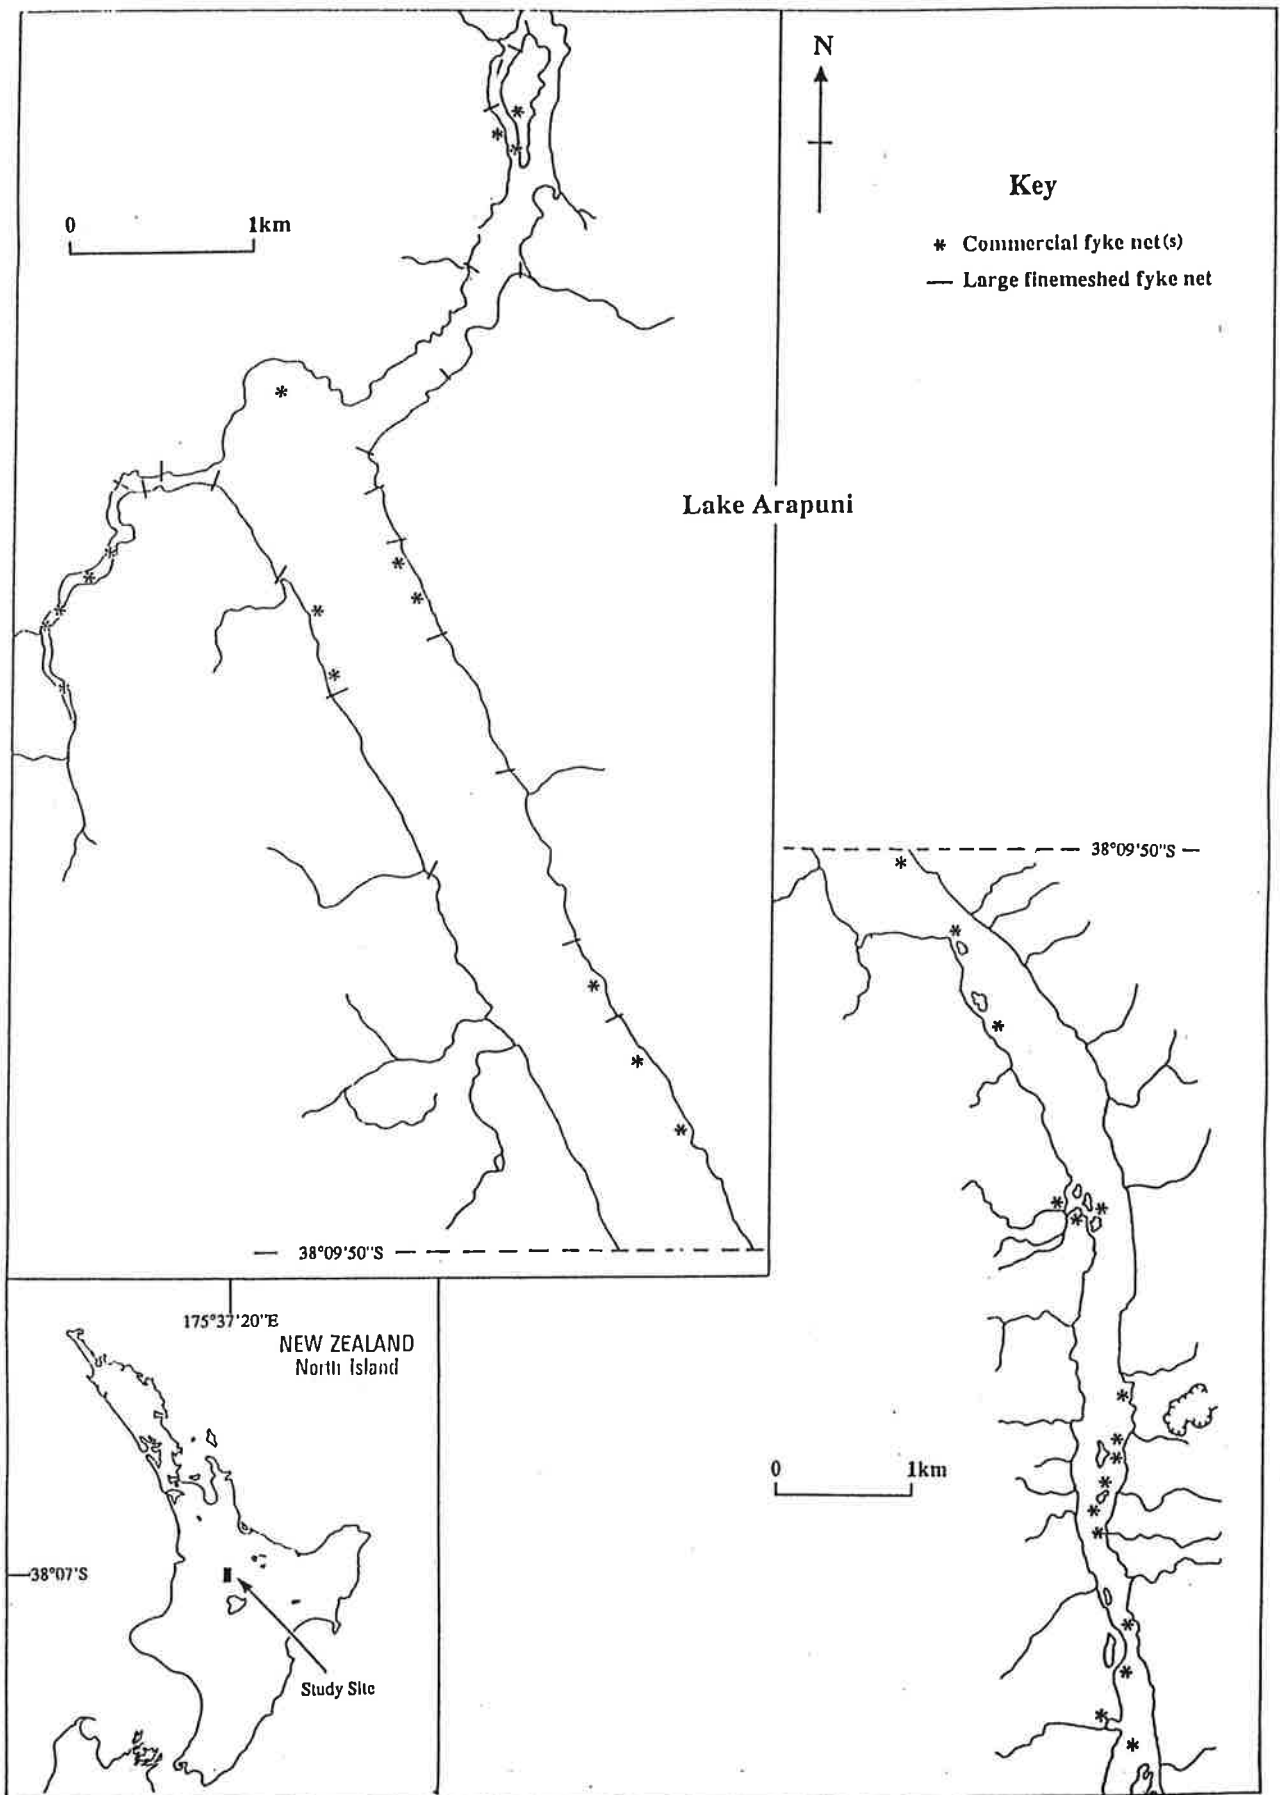 N
Key
* Commercial fyke net(s)
— Large finemeshed fyke net
0 1km
Lake Arapuni
38°09'50"S
38°09'50"S
175°37'20"E
NEW ZEALAND
North Island
38°07'S
Study Site
0 1km